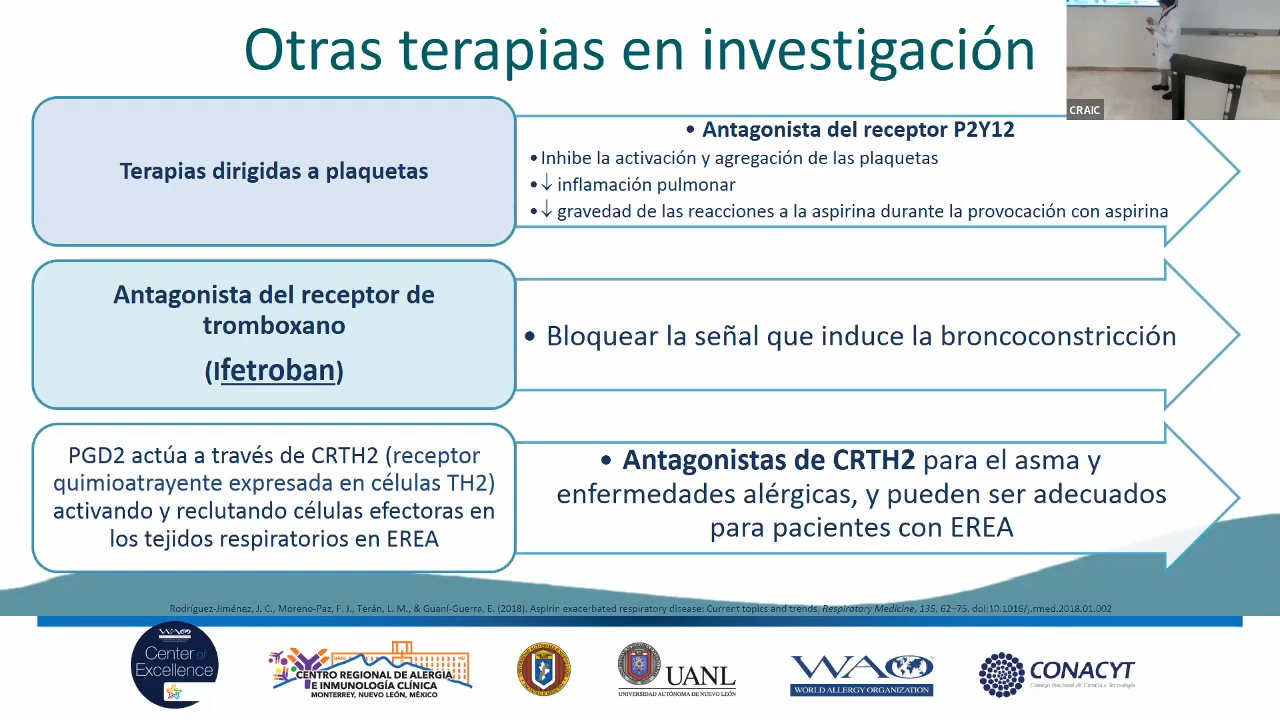 Otras terapias en investigación
CRAIC
Terapias dirigidas a plaquetas
• Antagonista del receptor P2Y12
• Inhibe la activación y agregación de las plaquetas
• ↓ inflamación pulmonar
• ↓ gravedad de las reacciones a la aspirina durante la provocación con aspirina
Antagonista del receptor de
tromboxano
(Ifetroban)
• Bloquear la señal que induce la broncoconstricción
PGD2 actúa a través de CRTH2 (receptor
quimioatrayente expresada en células TH2)
activando y reclutando células efectoras en
los tejidos respiratorios en EREA
• Antagonistas de CRTH2 para el asma y
enfermedades alérgicas, y pueden ser adecuados
para pacientes con EREA
Rodríguez-Jiménez, J. C., Moreno-Paz, F. J., Terán, L. M., & Guaní-Guerra, E. (2018). Aspirin exacerbated respiratory disease: Current topics and trends. Respiratory Medicine, 135, 62–75. doi:10.1016/j.rmed.2018.01.002
WAO
Center of
Excellence
CENTRO REGIONAL DE ALERGIA
E INMUNOLOGÍA CLÍNICA
MONTERREY, NUEVO LEÓN, MÉXICO
UANL
UNIVERSIDAD AUTÓNOMA DE NUEVO LEÓN
WAO
WORLD ALLERGY ORGANIZATION
CONACYT
Consejo Nacional de Ciencia y Tecnología